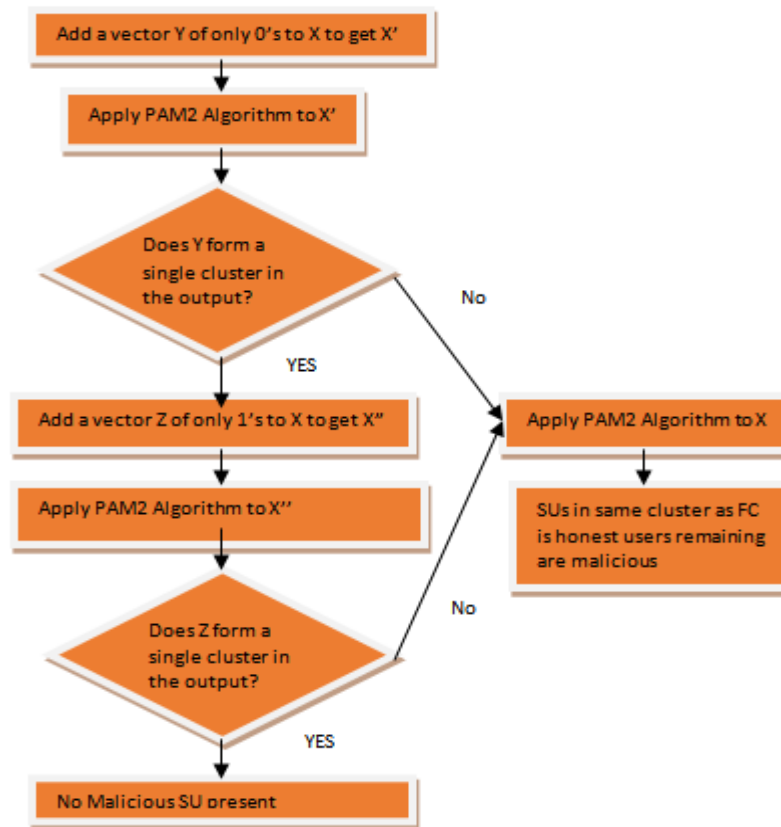 Add a vector Y of only 0's to X to get X'
Apply PAM2 Algorithm to X'
Does Y form a
single cluster in
the output?
No
YES
Add a vector Z of only 1's to X to get X''
Apply PAM2 Algorithm to X
Apply PAM2 Algorithm to X''
SUs in same cluster as FC
is honest users remaining
are malicious
No
Does Z form a
single cluster in
the output?
YES
No Malicious SU present